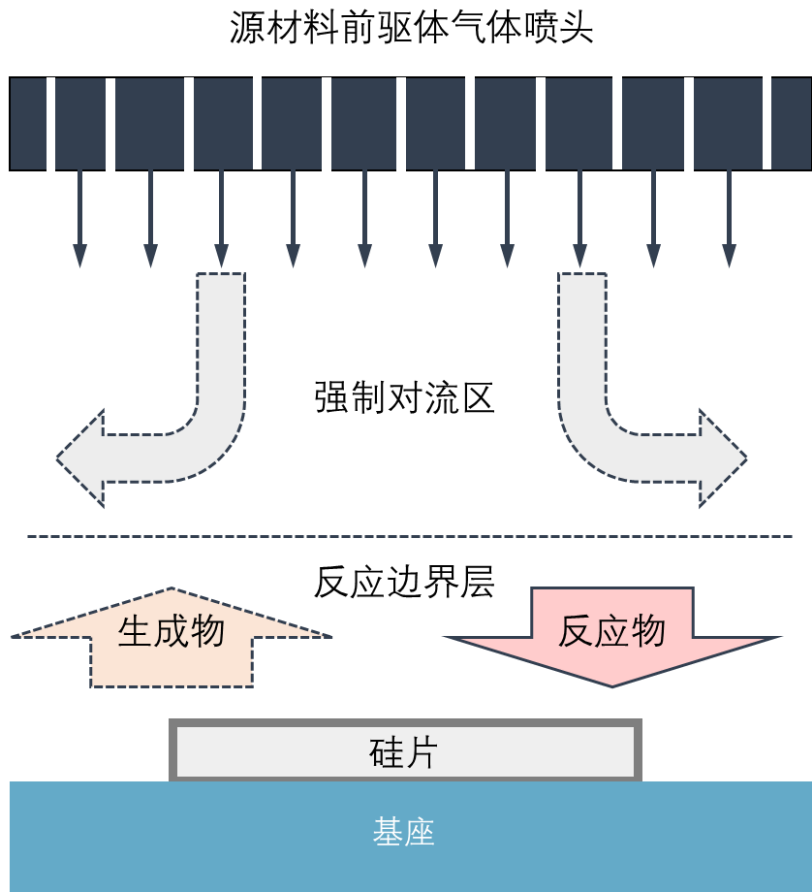 源材料前驱体气体喷头
强制对流区
反应边界层
生成物
反应物
硅片
基座